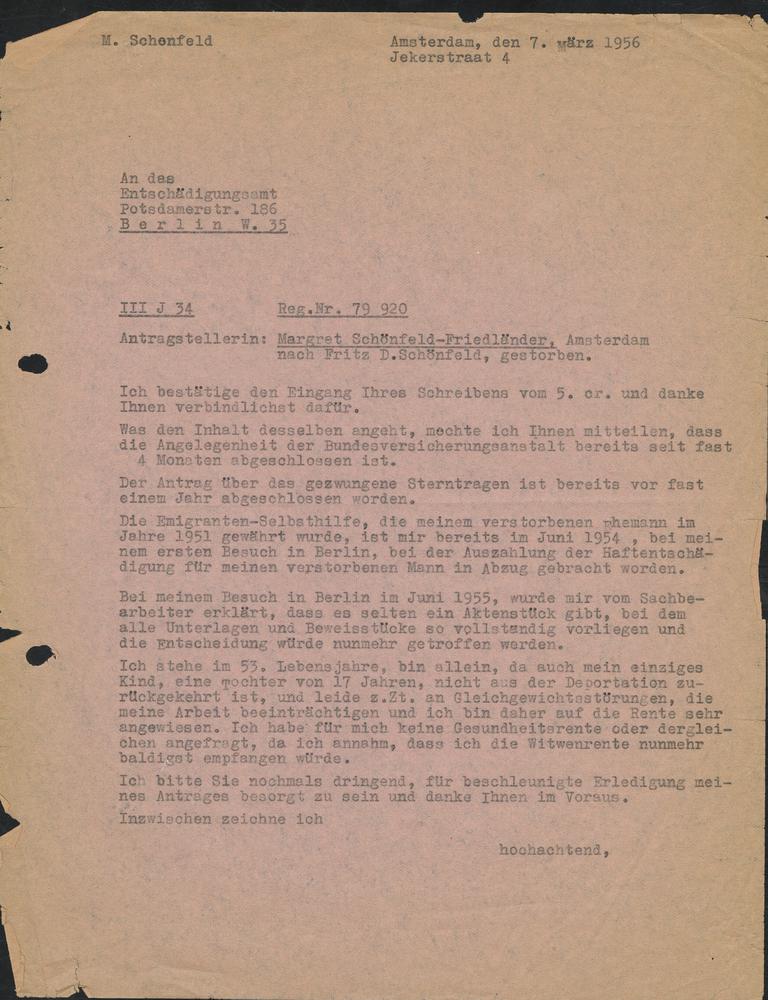 M. Schonfeld
Amsterdam, den 7. März 1956
Jekerstraat 4
An das
Entschädigungsamt
Potsdamerstr. 186
B e r l i n  W. 35
III J 34    Reg.Nr. 79 920
Antragstellerin: Margret Schönfeld-Friedländer, Amsterdam
nach Fritz D.Schönfeld, gestorben.
Ich bestätige den Eingang Ihres Schreibens vom 5. cr. und danke
Ihnen verbindlichst dafür.
Was den Inhalt desselben angeht, mochte ich Ihnen mitteilen, dass
die Angelegenheit der Bundesversicherungsanstalt bereits seit fast
4 Monaten abgeschlossen ist.
Der Antrag über das gezwungene Sterntragen ist bereits vor fast
einem Jahr abgeschlossen worden.
Die Emigranten-Selbsthilfe, die meinem verstorbenen Ehemann im
Jahre 1951 gewährt wurde, ist mir bereits im Juni 1954 , bei mei-
nem ersten Besuch in Berlin, bei der Auszahlung der Haftentschä-
digung für meinen verstorbenen Mann in Abzug gebracht worden.
Bei meinem Besuch in Berlin im Juni 1955, wurde mir vom Sachbe-
arbeiter erklärt, dass es selten ein Aktenstück gibt, bei dem
alle Unterlagen und Beweisstücke so vollstandig vorliegen und
die Entscheidung würde nunmehr getroffen werden.
Ich stehe im 53. Lebensjahre, bin allein, da auch mein einziges
Kind, eine Tochter von 17 Jahren, nicht aus der Deportation zu-
rückgekehrt ist, und leide z.Zt. an Gleichgewichtsstörungen, die
meine Arbeit beeinträchtigen und ich bin daher auf die Rente sehr
angewiesen. Ich habe für mich keine Gesundheitsrente oder derglei-
chen angefragt, da ich annahm, dass ich die Witwenrente nunmehr
baldigst empfangen würde.
Ich bitte Sie nochmals dringend, für beschleunigte Erledigung mei-
nes Antrages besorgt zu sein und danke Ihnen im Voraus.
Inzwischen zeichne ich
hochachtend,